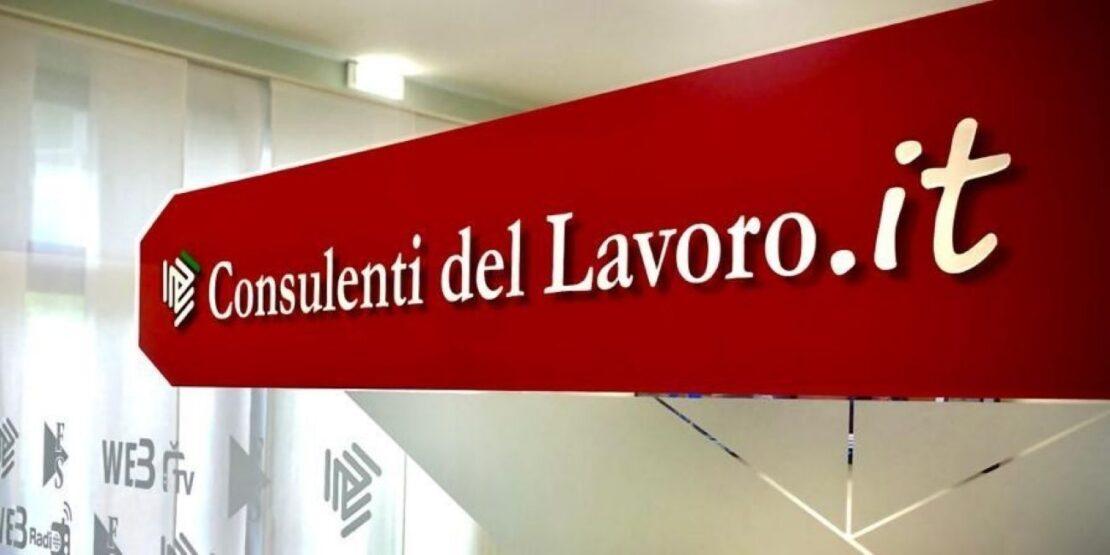 Consulenti del Lavoro.it
F
S
WEB TV
WEB Radio